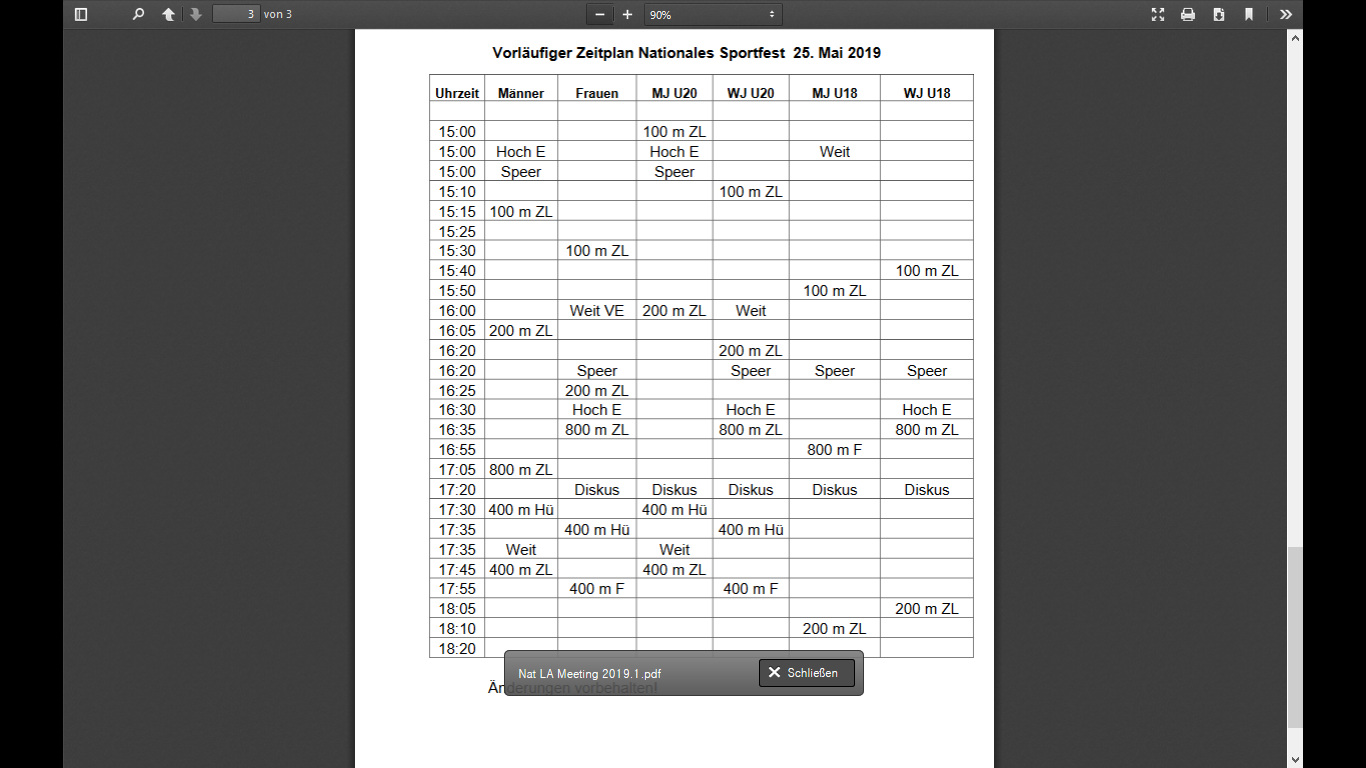 3 von 3 90%
Vorläufiger Zeitplan Nationales Sportfest 25. Mai 2019
Uhrzeit Männer Frauen MJ U20 WJ U20 MJ U18 WJ U18
15:00 100 m ZL
15:00 Hoch E Hoch E Weit
15:00 Speer Speer
15:10 100 m ZL
15:15 100 m ZL
15:25
15:30 100 m ZL
15:40 100 m ZL
15:50 100 m ZL
16:00 Weit VE 200 m ZL Weit
16:05 200 m ZL
16:20 200 m ZL
16:20 Speer Speer Speer Speer
16:25 200 m ZL
16:30 Hoch E Hoch E Hoch E
16:35 800 m ZL 800 m ZL 800 m ZL
16:55 800 m F
17:05 800 m ZL
17:20 Diskus Diskus Diskus Diskus Diskus
17:30 400 m Hü 400 m Hü
17:35 400 m Hü 400 m Hü
17:35 Weit Weit
17:45 400 m ZL 400 m ZL
17:55 400 m F 400 m F
18:05 200 m ZL
18:10 200 m ZL
18:20
Nat LA Meeting 2019.1.pdf Schließen
Änderungen vorbehalten!